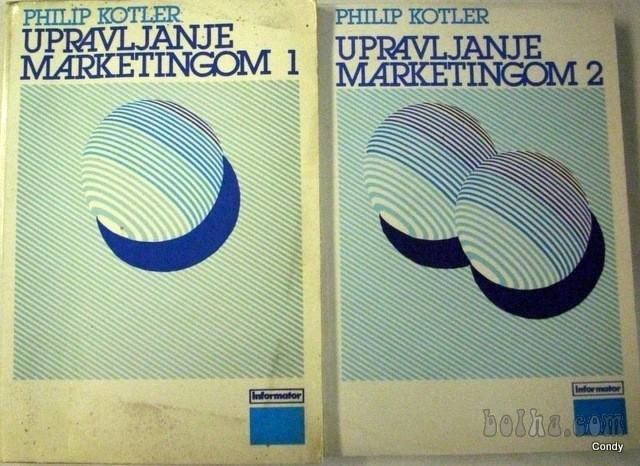 PHILIP KOTLER
UPRAVLJANJE
MARKETINGOM 1
informator
PHILIP KOTLER
UPRAVLJANJE
MARKETINGOM 2
informator
bolha.com
Condy